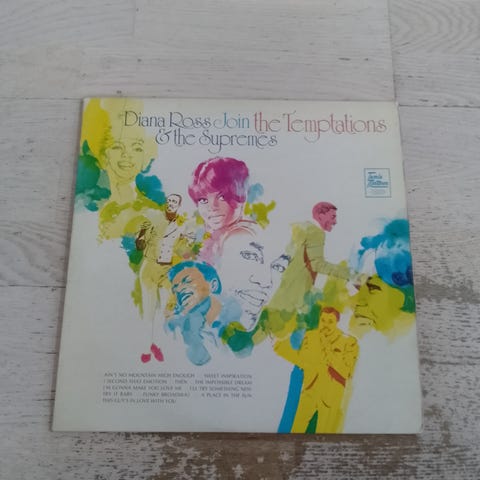 Diana Ross Join the Temptations
& the Supremes
Tamla
Motown
AIN'T NO MOUNTAIN HIGH ENOUGH SWEET INSPIRATION
I SECOND THAT EMOTION THEN THE IMPOSSIBLE DREAM
I'M GONNA MAKE YOU LOVE ME I'LL TRY SOMETHING NEW
TRY IT BABY FUNKY BROADWAY A PLACE IN THE SUN
THIS GUY'S IN LOVE WITH YOU